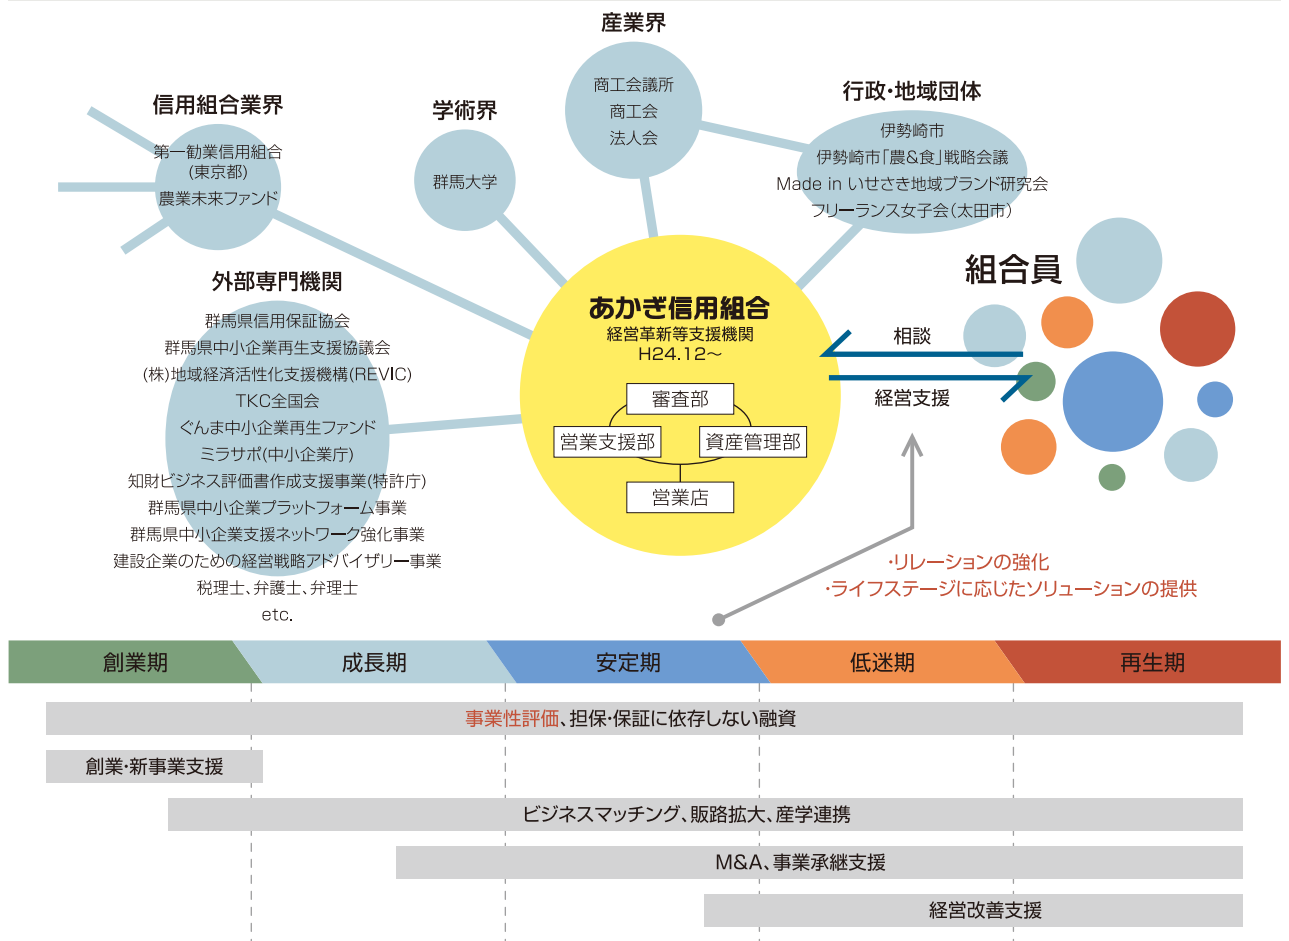 産業界
商工会議所
商工会
法人会
行政・地域団体
伊勢崎市
伊勢崎市「農&食」戦略会議
Made in いせさき地域ブランド研究会
フリーランス女子会(太田市)
信用組合業界
第一勧業信用組合
(東京都)
農業未来ファンド
学術界
群馬大学
外部専門機関
群馬県信用保証協会
群馬県中小企業再生支援協議会
(株)地域経済活性化支援機構(REVIC)
TKC全国会
ぐんま中小企業再生ファンド
ミラサポ(中小企業庁)
知財ビジネス評価書作成支援事業(特許庁)
群馬県中小企業プラットフォーム事業
群馬県中小企業支援ネットワーク強化事業
建設企業のための経営戦略アドバイザリー事業
税理士、弁護士、弁理士
etc.
あかぎ信用組合
経営革新等支援機関
H24.12～
審査部
営業支援部
資産管理部
営業店
組合員
相談
経営支援
・リレーションの強化
・ライフステージに応じたソリューションの提供
創業期
成長期
安定期
低迷期
再生期
事業性評価、担保・保証に依存しない融資
創業・新事業支援
ビジネスマッチング、販路拡大、産学連携
M&A、事業承継支援
経営改善支援